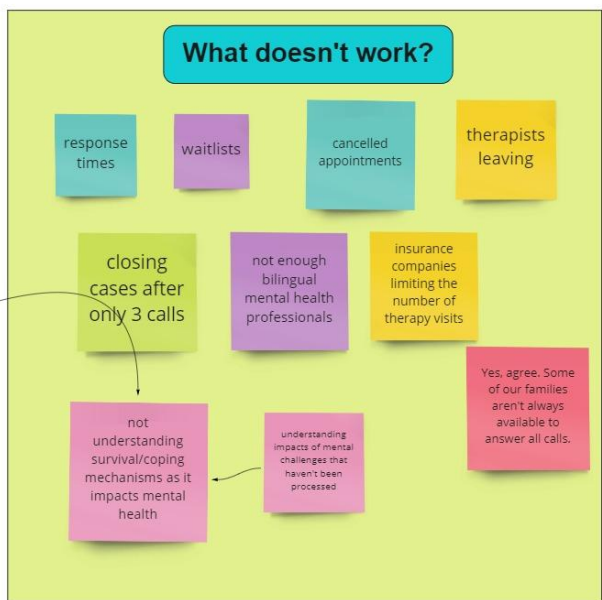 What doesn't work?
response
times
waitlists
cancelled
appointments
therapists
leaving
closing
cases after
only 3 calls
not enough
bilingual
mental health
professionals
insurance
companies
limiting the
number of
therapy visits
Yes, agree. Some
of our families
aren't always
available to
answer all calls.
not
understanding
survival/coping
mechanisms as it
impacts mental
health
understanding
impacts of mental
challenges that
haven't been
processed